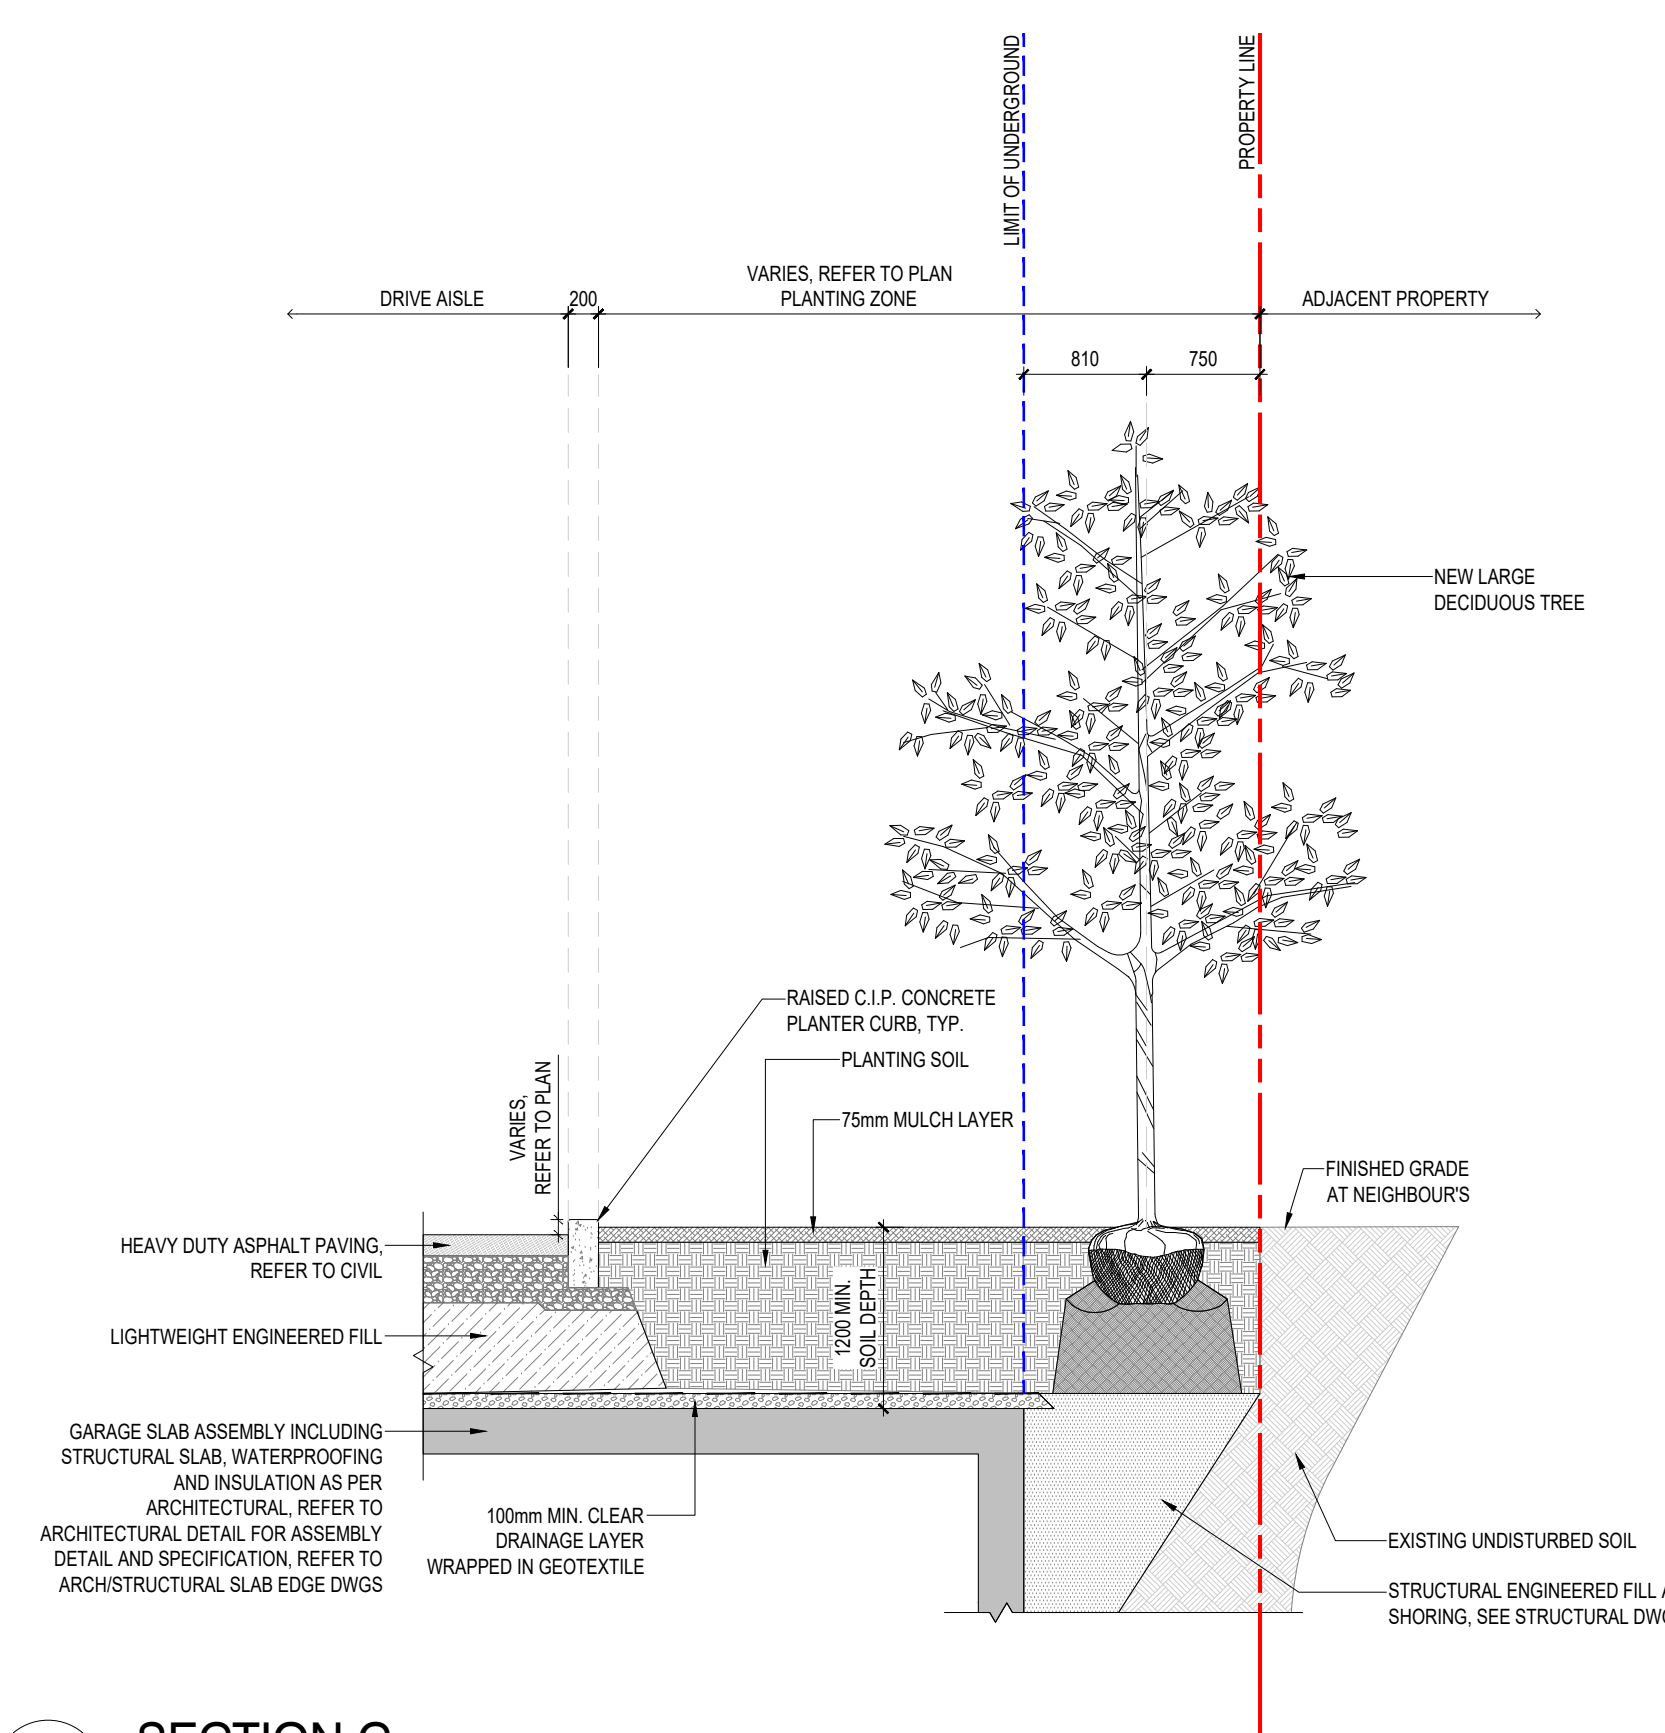 LIMIT OF UNDERGROUND
PROPERTY LINE
VARIES, REFER TO PLAN
DRIVE AISLE
200
PLANTING ZONE
ADJACENT PROPERTY
810
750
NEW LARGE
DECIDUOUS TREE
RAISED C.I.P. CONCRETE
PLANTER CURB, TYP.
PLANTING SOIL
75mm MULCH LAYER
VARIES,
REFER TO PLAN
FINISHED GRADE
AT NEIGHBOUR'S
HEAVY DUTY ASPHALT PAVING,
REFER TO CIVIL
1200 MIN.
SOIL DEPTH
LIGHTWEIGHT ENGINEERED FILL
GARAGE SLAB ASSEMBLY INCLUDING
STRUCTURAL SLAB, WATERPROOFING
AND INSULATION AS PER
ARCHITECTURAL, REFER TO
ARCHITECTURAL DETAIL FOR ASSEMBLY
DETAIL AND SPECIFICATION, REFER TO
ARCH/STRUCTURAL SLAB EDGE DWGS
100mm MIN. CLEAR
DRAINAGE LAYER
WRAPPED IN GEOTEXTILE
EXISTING UNDISTURBED SOIL
STRUCTURAL ENGINEERED FILL
SHORING, SEE STRUCTURAL
SECTION